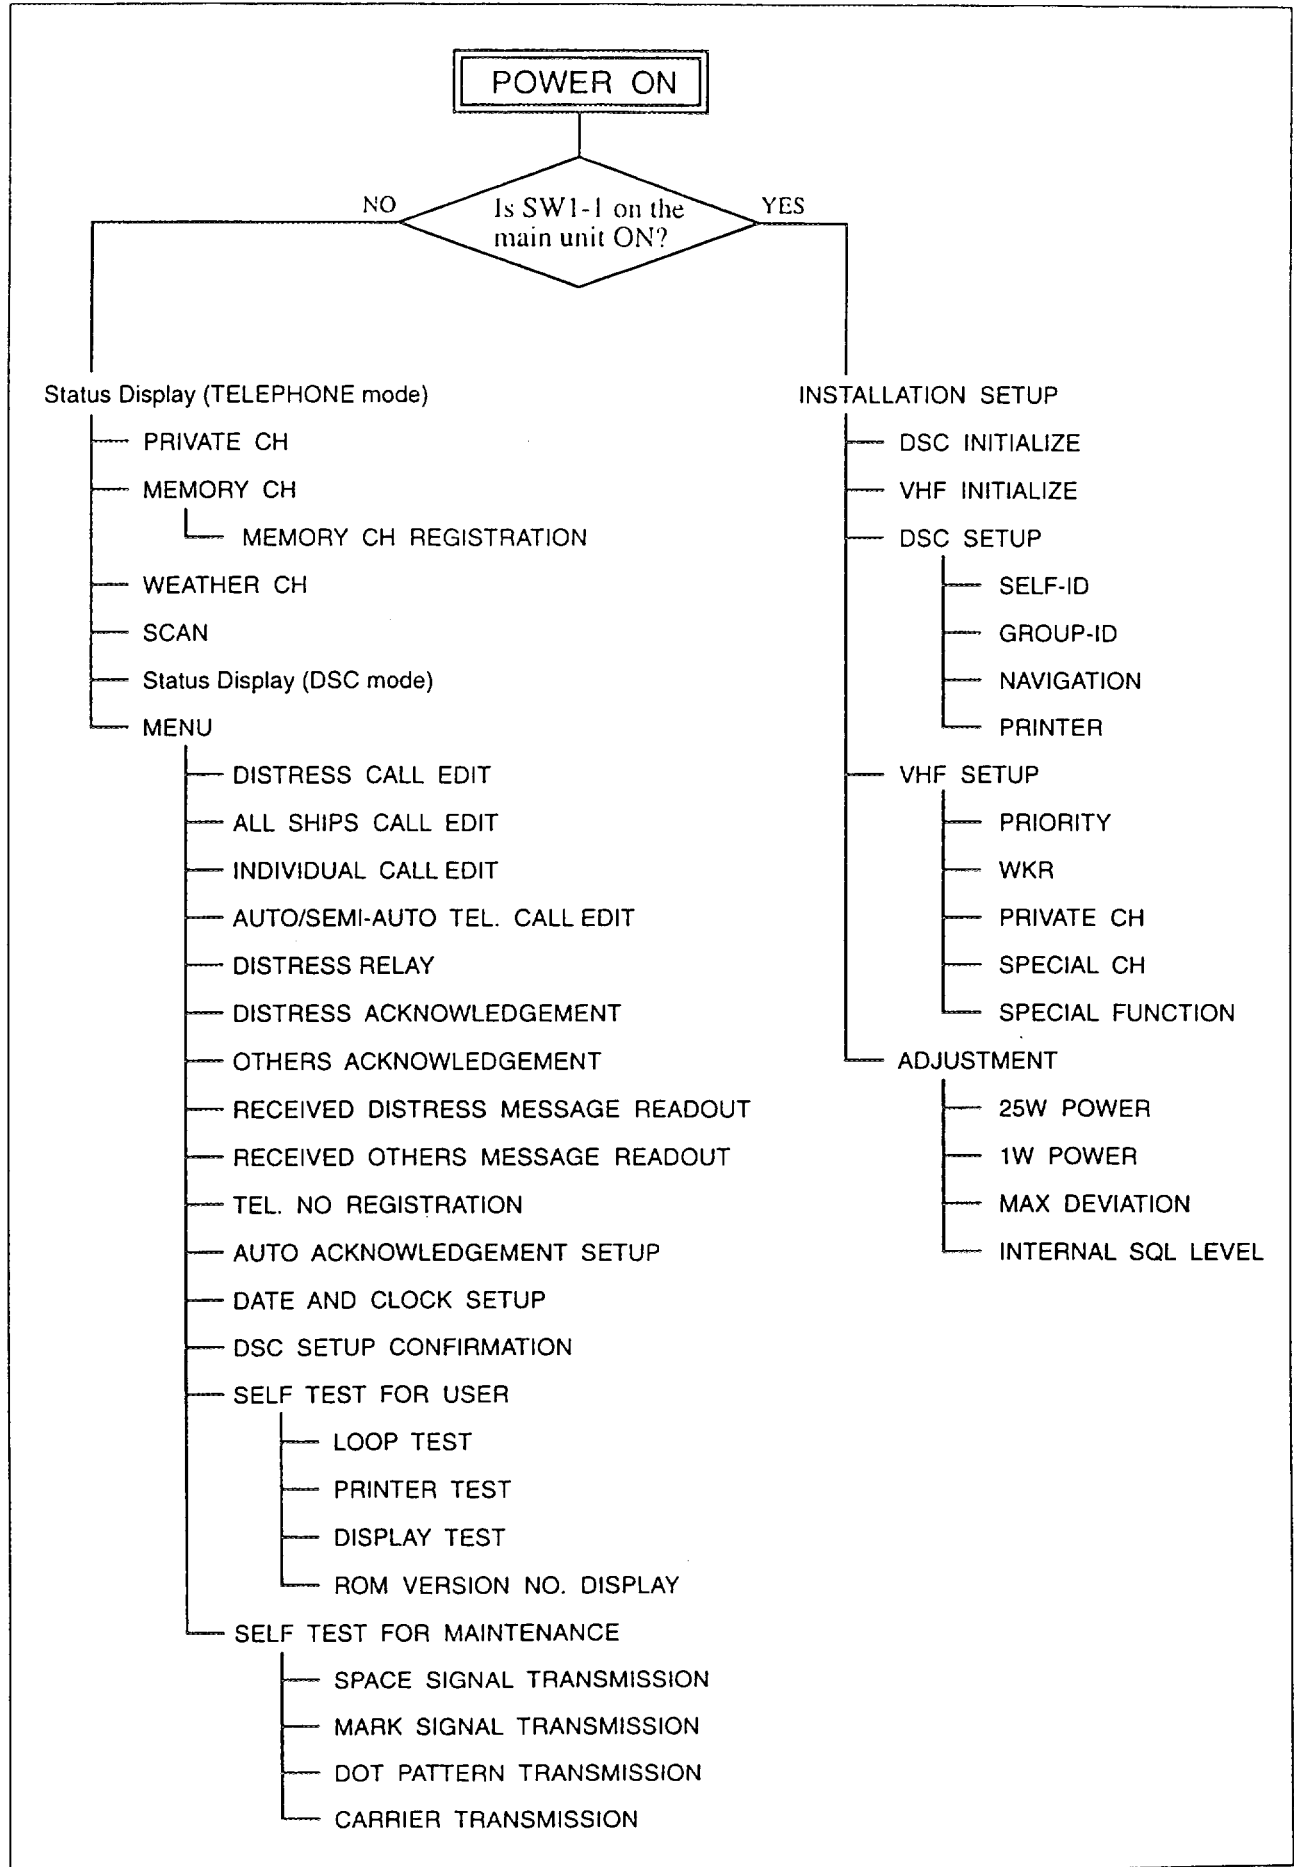 POWER ON
NO
Is SW1-1 on the
main unit ON?
YES
Status Display (TELEPHONE mode)
PRIVATE CH
MEMORY CH
MEMORY CH REGISTRATION
WEATHER CH
SCAN
Status Display (DSC mode)
MENU
DISTRESS CALL EDIT
ALL SHIPS CALL EDIT
INDIVIDUAL CALL EDIT
AUTO/SEMI-AUTO TEL. CALL EDIT
DISTRESS RELAY
DISTRESS ACKNOWLEDGEMENT
OTHERS ACKNOWLEDGEMENT
RECEIVED DISTRESS MESSAGE READOUT
RECEIVED OTHERS MESSAGE READOUT
TEL. NO REGISTRATION
AUTO ACKNOWLEDGEMENT SETUP
DATE AND CLOCK SETUP
DSC SETUP CONFIRMATION
SELF TEST FOR USER
LOOP TEST
PRINTER TEST
DISPLAY TEST
ROM VERSION NO. DISPLAY
SELF TEST FOR MAINTENANCE
SPACE SIGNAL TRANSMISSION
MARK SIGNAL TRANSMISSION
DOT PATTERN TRANSMISSION
CARRIER TRANSMISSION
INSTALLATION SETUP
DSC INITIALIZE
VHF INITIALIZE
DSC SETUP
SELF-ID
GROUP-ID
NAVIGATION
PRINTER
VHF SETUP
PRIORITY
WKR
PRIVATE CH
SPECIAL CH
SPECIAL FUNCTION
ADJUSTMENT
25W POWER
1W POWER
MAX DEVIATION
INTERNAL SQL LEVEL